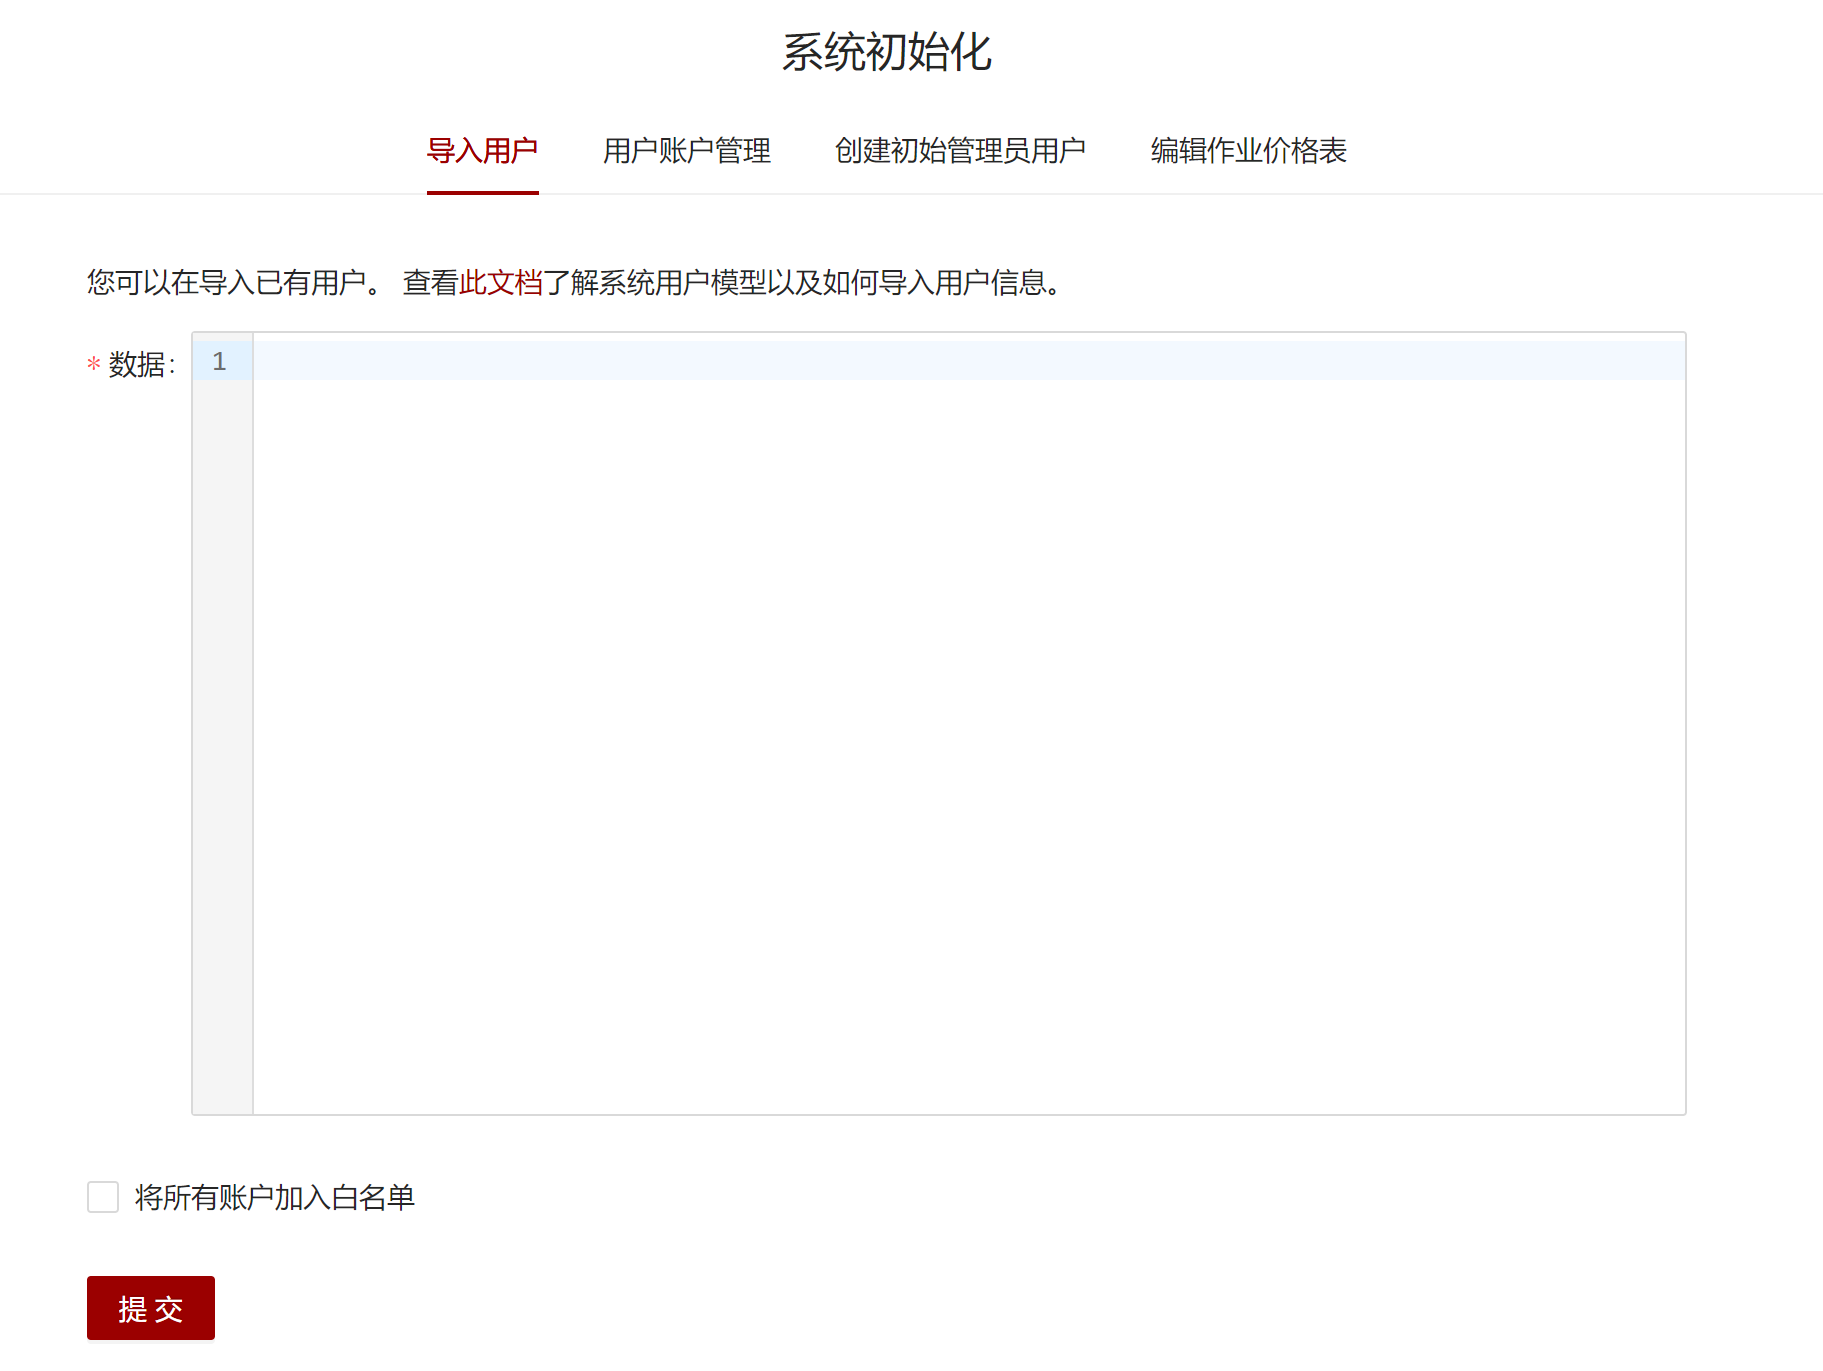 系统初始化
导入用户 用户账户管理 创建初始管理员用户 编辑作业价格表
您可以在导入已有用户。 查看此文档了解系统用户模型以及如何导入用户信息。
* 数据:
1
将所有账户加入白名单
提 交